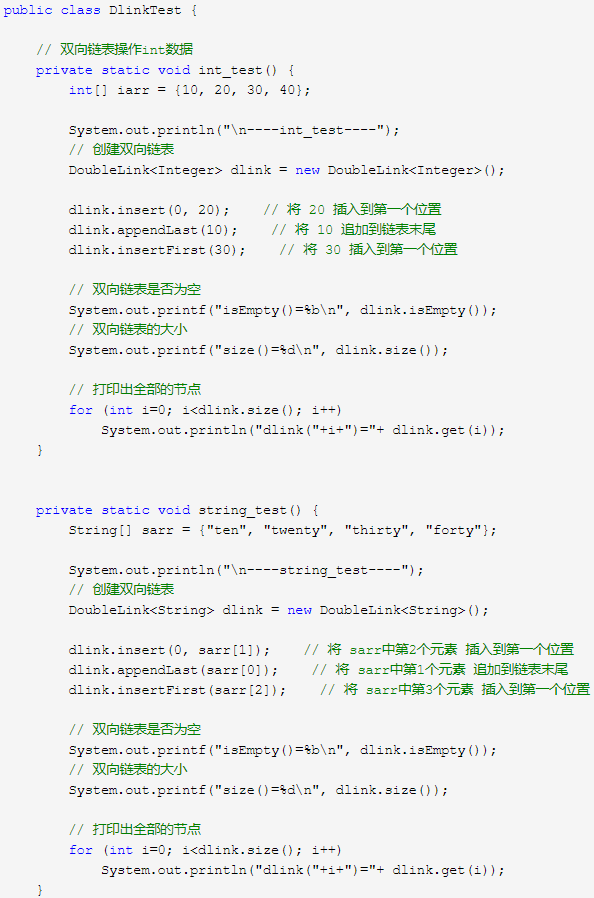 public class DlinkTest {
// 双向链表操作int数据
private static void int_test() {
int[] iarr = {10, 20, 30, 40};
System.out.println("\n----int_test----");
// 创建双向链表
DoubleLink<Integer> dlink = new DoubleLink<Integer>();
dlink.insert(0, 20);    // 将 20 插入到第一个位置
dlink.appendLast(10);    // 将 10 追加到链表末尾
dlink.insertFirst(30);    // 将 30 插入到第一个位置
// 双向链表是否为空
System.out.printf("isEmpty()=%b\n", dlink.isEmpty());
// 双向链表的大小
System.out.printf("size()=%d\n", dlink.size());
// 打印出全部的节点
for (int i=0; i<dlink.size(); i++)
System.out.println("dlink("+i+")="+ dlink.get(i));
}
private static void string_test() {
String[] sarr = {"ten", "twenty", "thirty", "forty"};
System.out.println("\n----string_test----");
// 创建双向链表
DoubleLink<String> dlink = new DoubleLink<String>();
dlink.insert(0, sarr[1]);    // 将 sarr中第2个元素 插入到第一个位置
dlink.appendLast(sarr[0]);    // 将 sarr中第1个元素 追加到链表末尾
dlink.insertFirst(sarr[2]);    // 将 sarr中第3个元素 插入到第一个位置
// 双向链表是否为空
System.out.printf("isEmpty()=%b\n", dlink.isEmpty());
// 双向链表的大小
System.out.printf("size()=%d\n", dlink.size());
// 打印出全部的节点
for (int i=0; i<dlink.size(); i++)
System.out.println("dlink("+i+")="+ dlink.get(i));
}